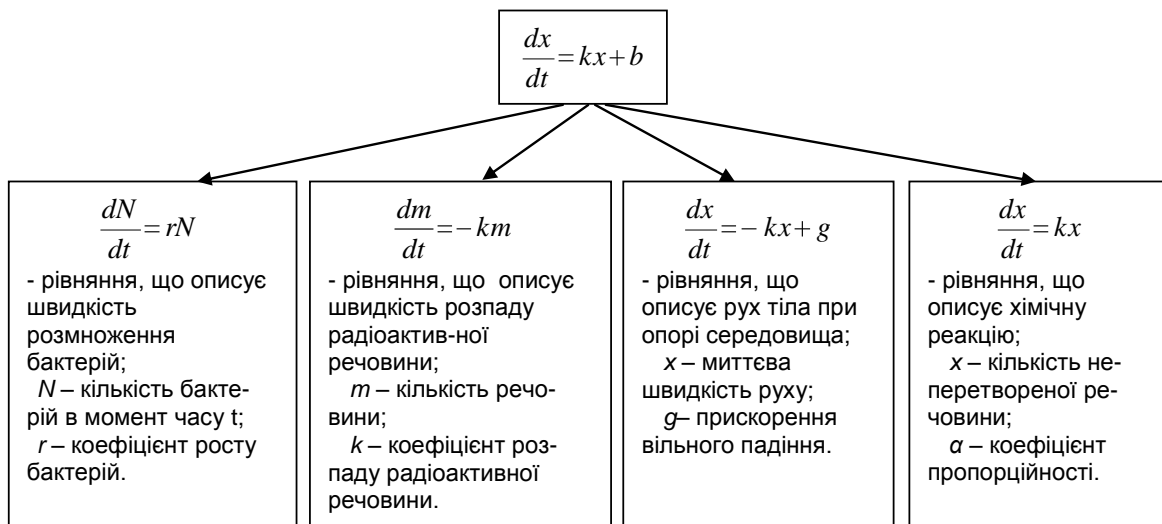 dx/dt = kx + b
dN/dt = rN
- рівняння, що описує
швидкість
розмноження
бактерій;
N – кількість бакте-
рій в момент часу t;
r – коефіцієнт росту
бактерій.
dm/dt = − km
- рівняння, що описує
швидкість розпаду
радіоактив-ної
речовини;
m – кількість речо-
вини;
k – коефіцієнт роз-
паду радіоактивної
речовини.
dx/dt = − kx + g
- рівняння, що
описує рух тіла при
опорі середовища;
x – миттєва
швидкість руху;
g– прискорення
вільного падіння.
dx/dt = kx
- рівняння, що
описує хімічну
реакцію;
x – кількість не-
перетвореної ре-
човини;
α – коефіцієнт
пропорційності.